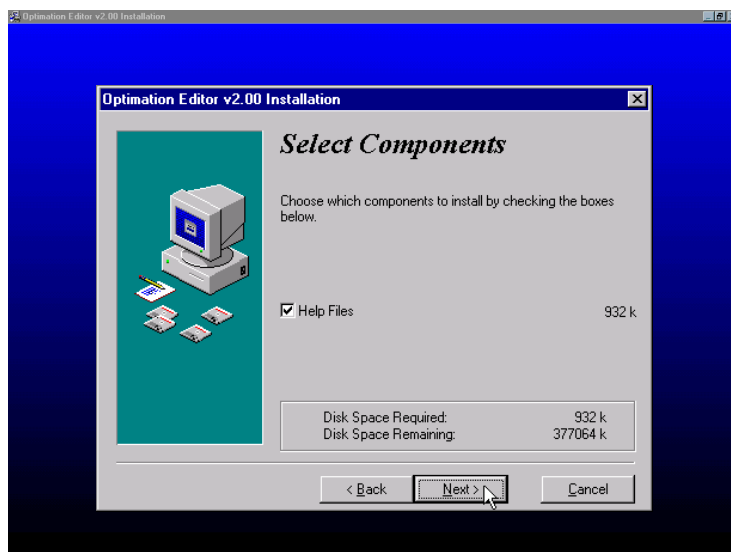 Optimation Editor v2.00 Installation
Optimation Editor v2.00 Installation
Select Components
Choose which components to install by checking the boxes
below.
Help Files 932 k
Disk Space Required: 932 k
Disk Space Remaining: 377064 k
< Back Next > Cancel